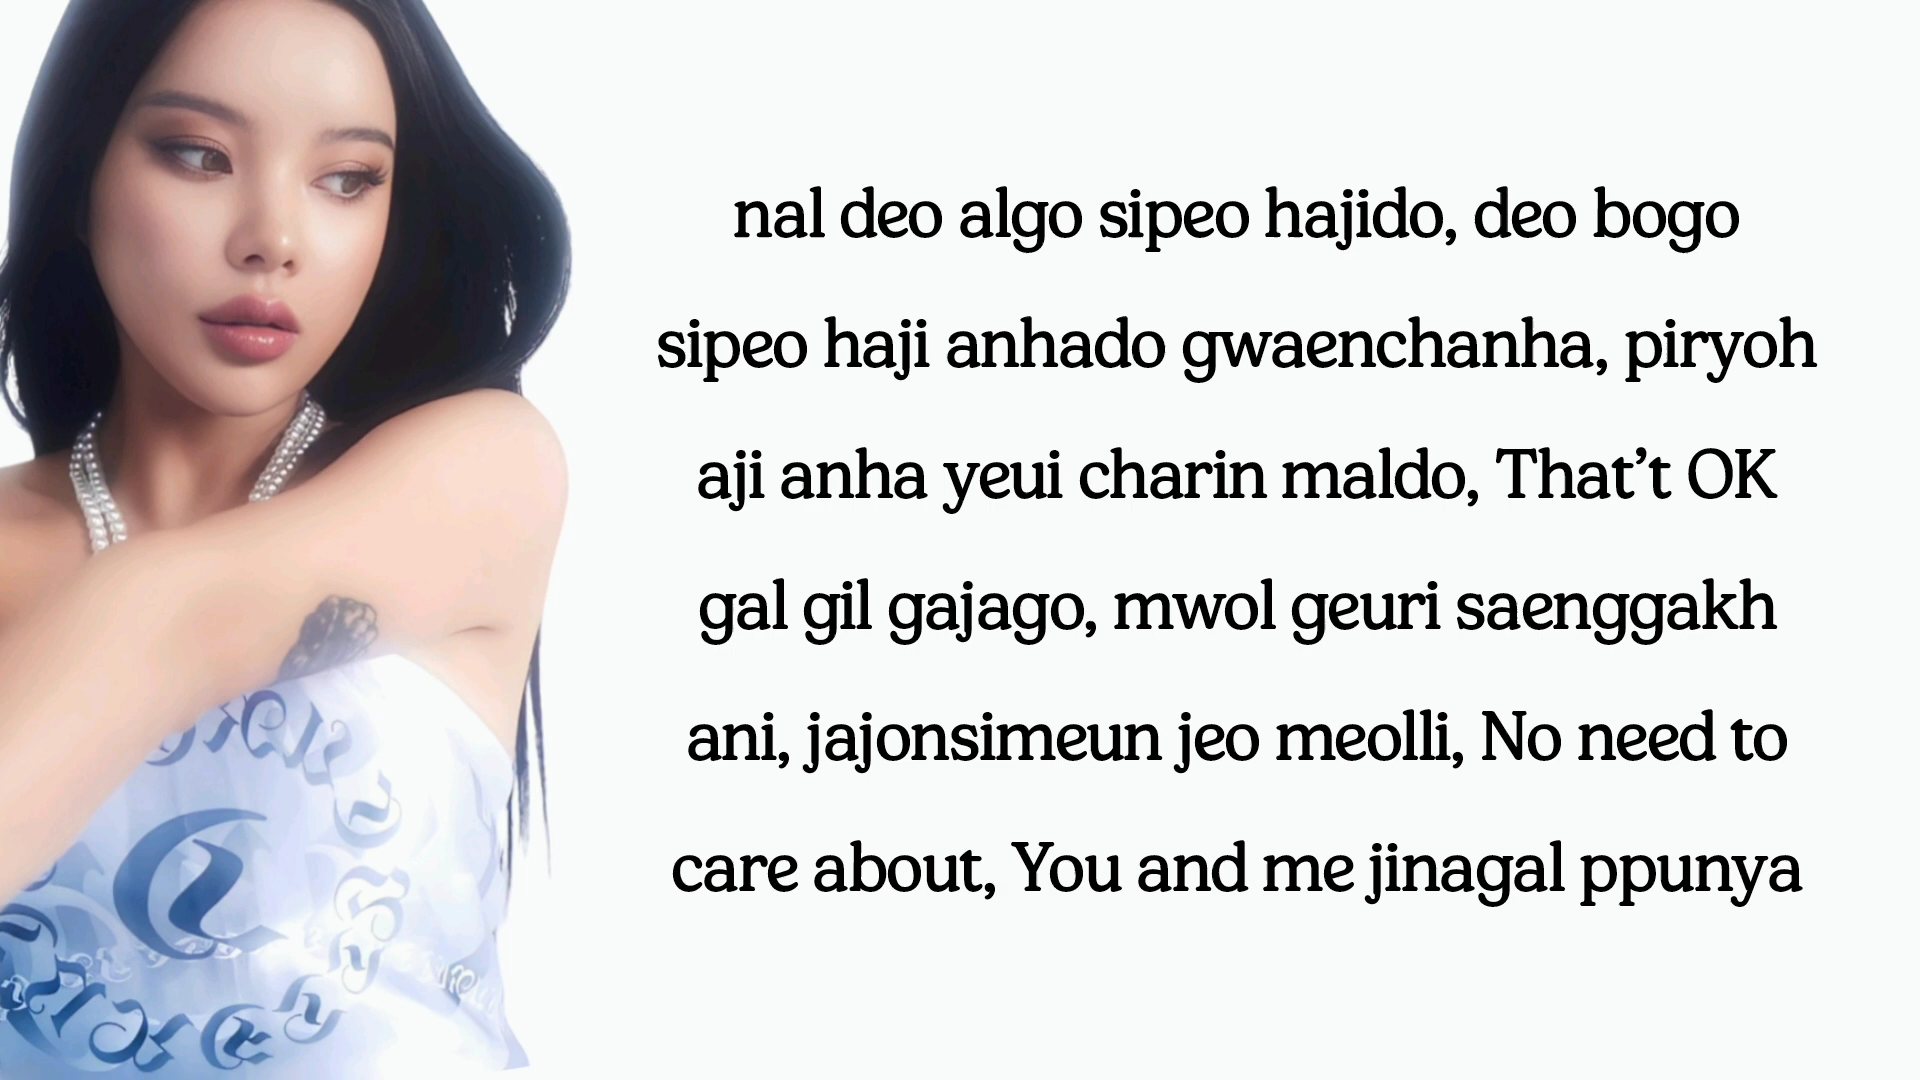 nal deo algo sipeo hajido, deo bogo
sipeo haji anhado gwaenchanha, piryoh
aji anha yeui charin maldo, That’t OK
gal gil gajago, mwol geuri saenggakh
ani, jajonsimeun jeo meolli, No need to
care about, You and me jinagal ppunya